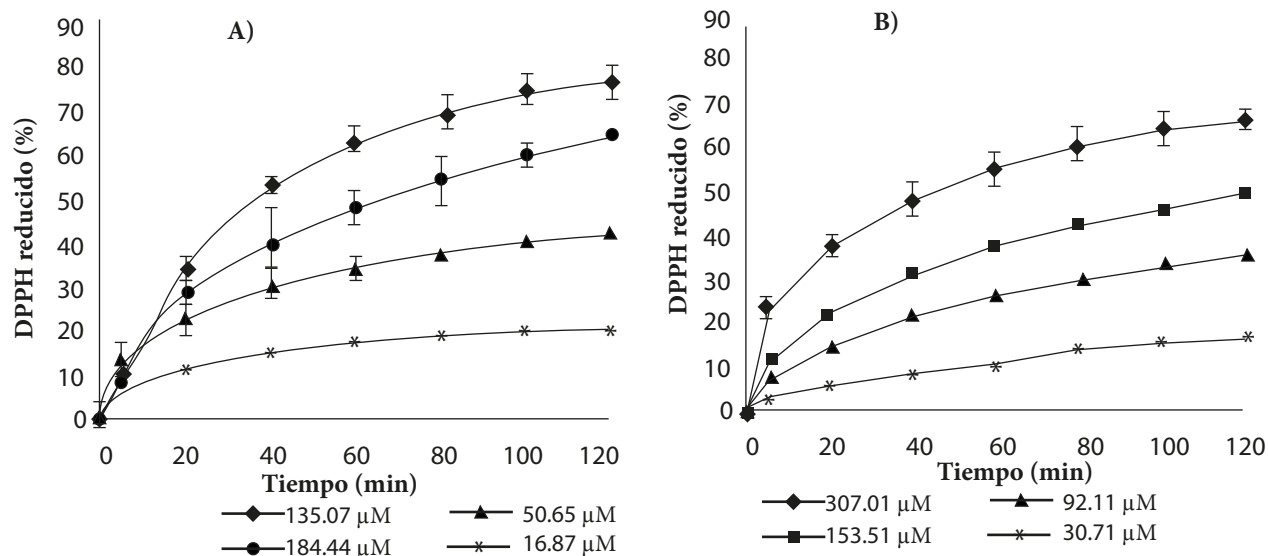 A)
90
80
70
60
50
40
30
20
10
0
DPPH reducido (%)
0 20 40 60 80 100 120
Tiempo (min)
135.07 µM
50.65 µM
184.44 µM
16.87 µM
B)
90
80
70
60
50
40
30
20
10
0
DPPH reducido (%)
0 20 40 60 80 100 120
Tiempo (min)
307.01 µM
92.11 µM
153.51 µM
30.71 µM